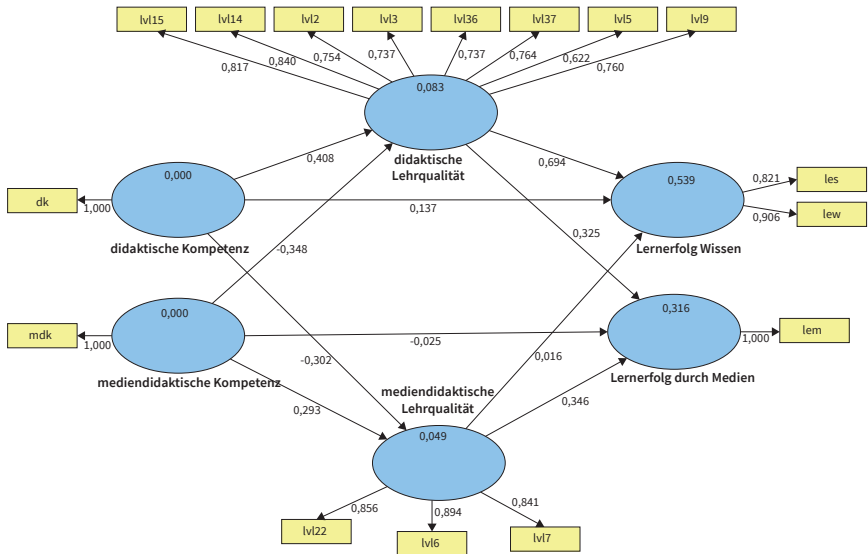 lvl15
lvl14
lvl2
lvl3
lvl36
lvl37
lvl5
lvl9
0,817
0,840
0,754
0,737
0,737
0,764
0,622
0,760
0,083
didaktische
Lehrqualität
0,408
0,694
0,000
didaktische Kompetenz
dk
1,000
0,137
-0,348
0,325
0,539
Lernerfolg Wissen
0,821
les
0,906
lew
0,000
mediendidaktische Kompetenz
mdk
1,000
-0,025
-0,302
0,016
0,316
Lernerfolg durch Medien
1,000
lem
0,293
mediendidaktische
Lehrqualität
0,346
0,049
0,856
0,894
0,841
lvl22
lvl6
lvl7